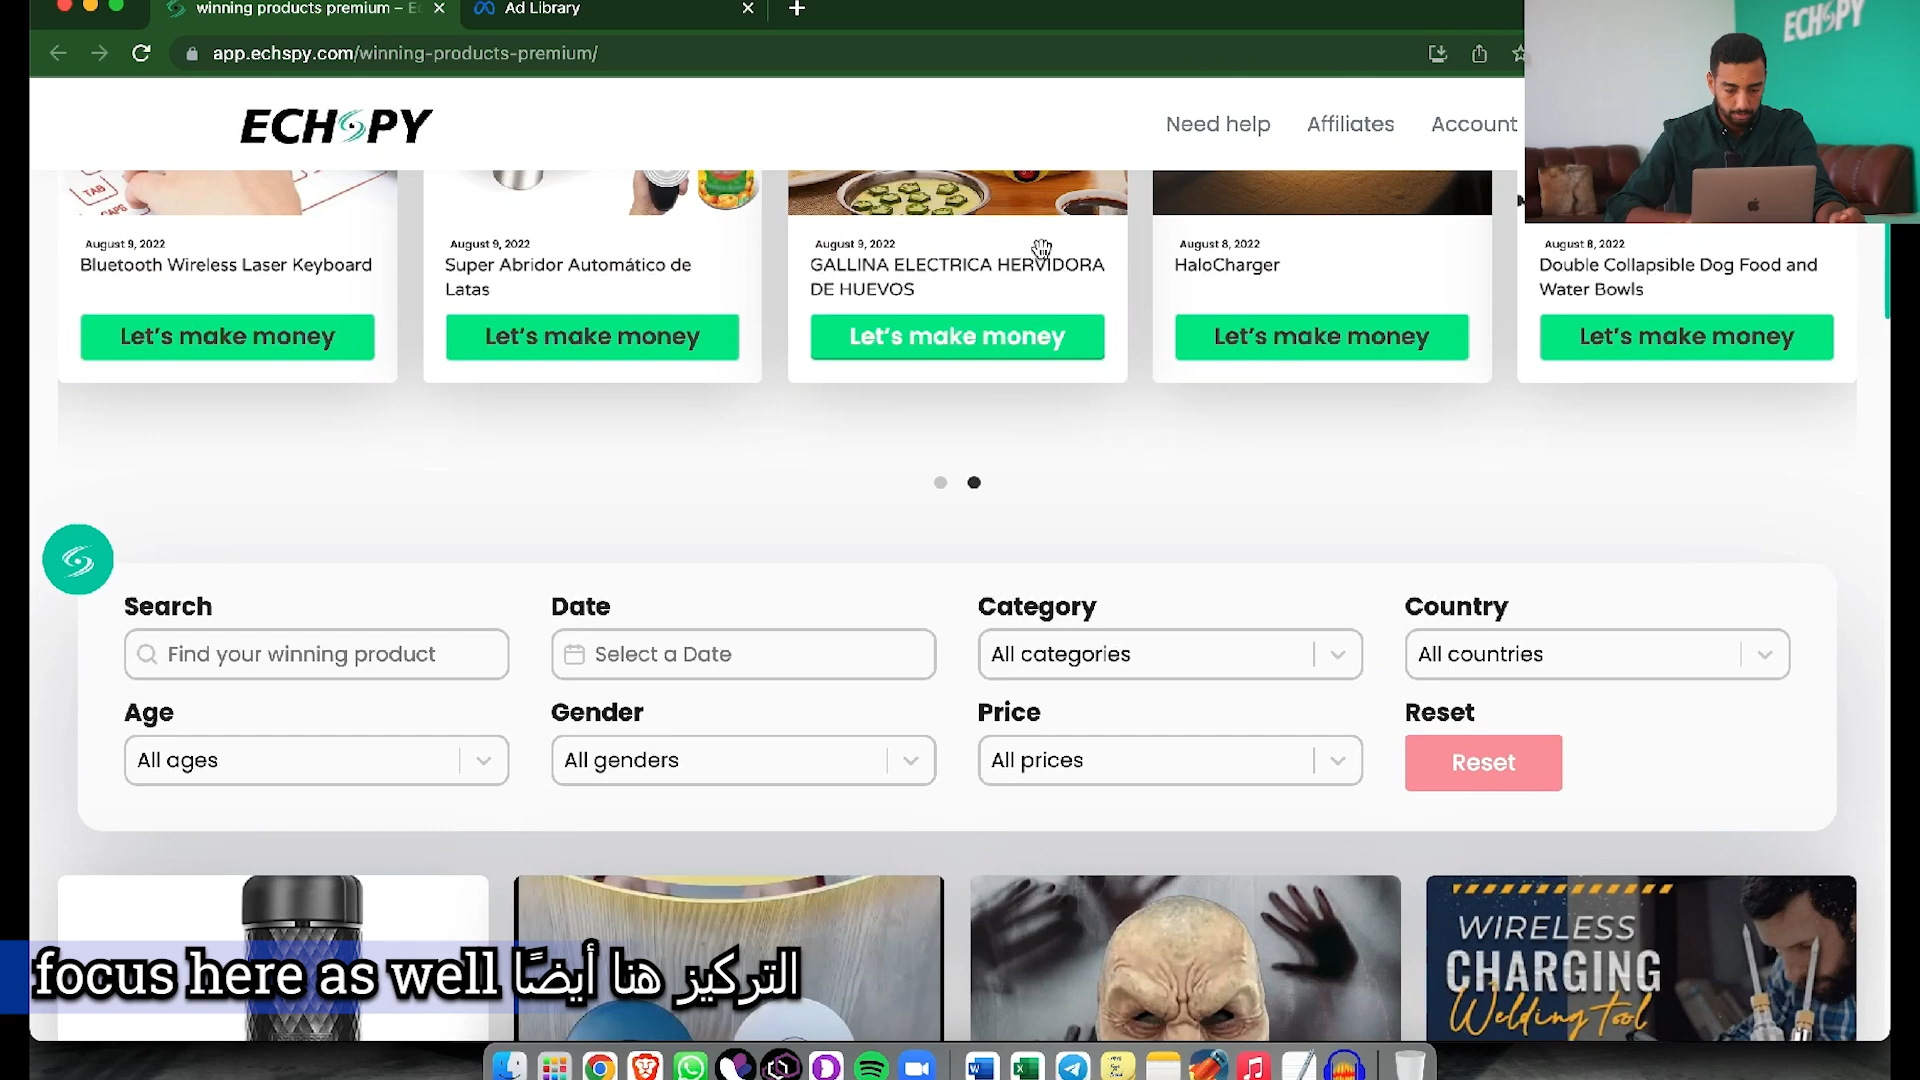 winning products premium – Ec
Ad Library
app.echspy.com/winning-products-premium/
ECHSPY
Need help
Affiliates
Account
ECHSPY
TAB
CAPS
August 9, 2022
Bluetooth Wireless Laser Keyboard
Let's make money
August 9, 2022
Super Abridor Automático de
Latas
Let's make money
August 9, 2022
GALLINA ELECTRICA HERVIDORA
DE HUEVOS
Let's make money
August 8, 2022
HaloCharger
Let's make money
August 8, 2022
Double Collapsible Dog Food and
Water Bowls
Let's make money
Search
Find your winning product
Date
Select a Date
Category
All categories
Country
All countries
Age
All ages
Gender
All genders
Price
All prices
Reset
Reset
WIRELESS
CHARGING
Welding tool
focus here as well التركيز هنا أيضًا